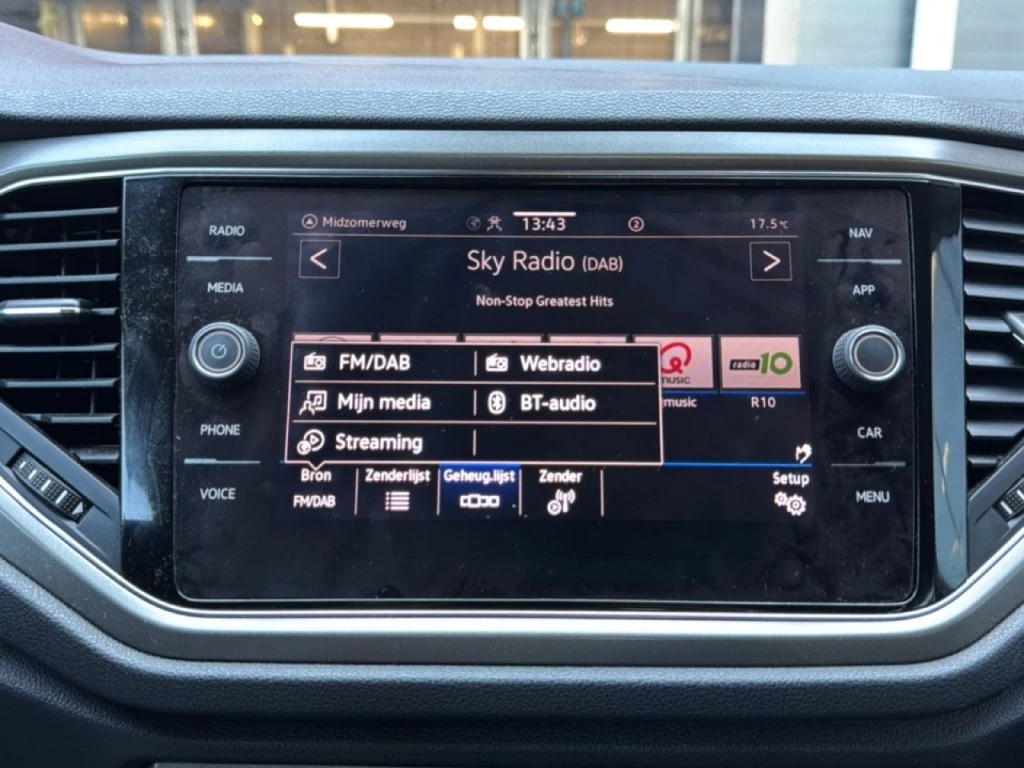 RADIO
MEDIA
PHONE
VOICE
Midzomerweg
13:43
2
17.5°C
<
Sky Radio (DAB)
>
Non-Stop Greatest Hits
FM/DAB
Webradio
Mijn media
BT-audio
Streaming
music
radio 10
music
R10
Bron
FM/DAB
Zenderlijst
Geheug.lijst
Zender
Setup
NAV
APP
CAR
MENU